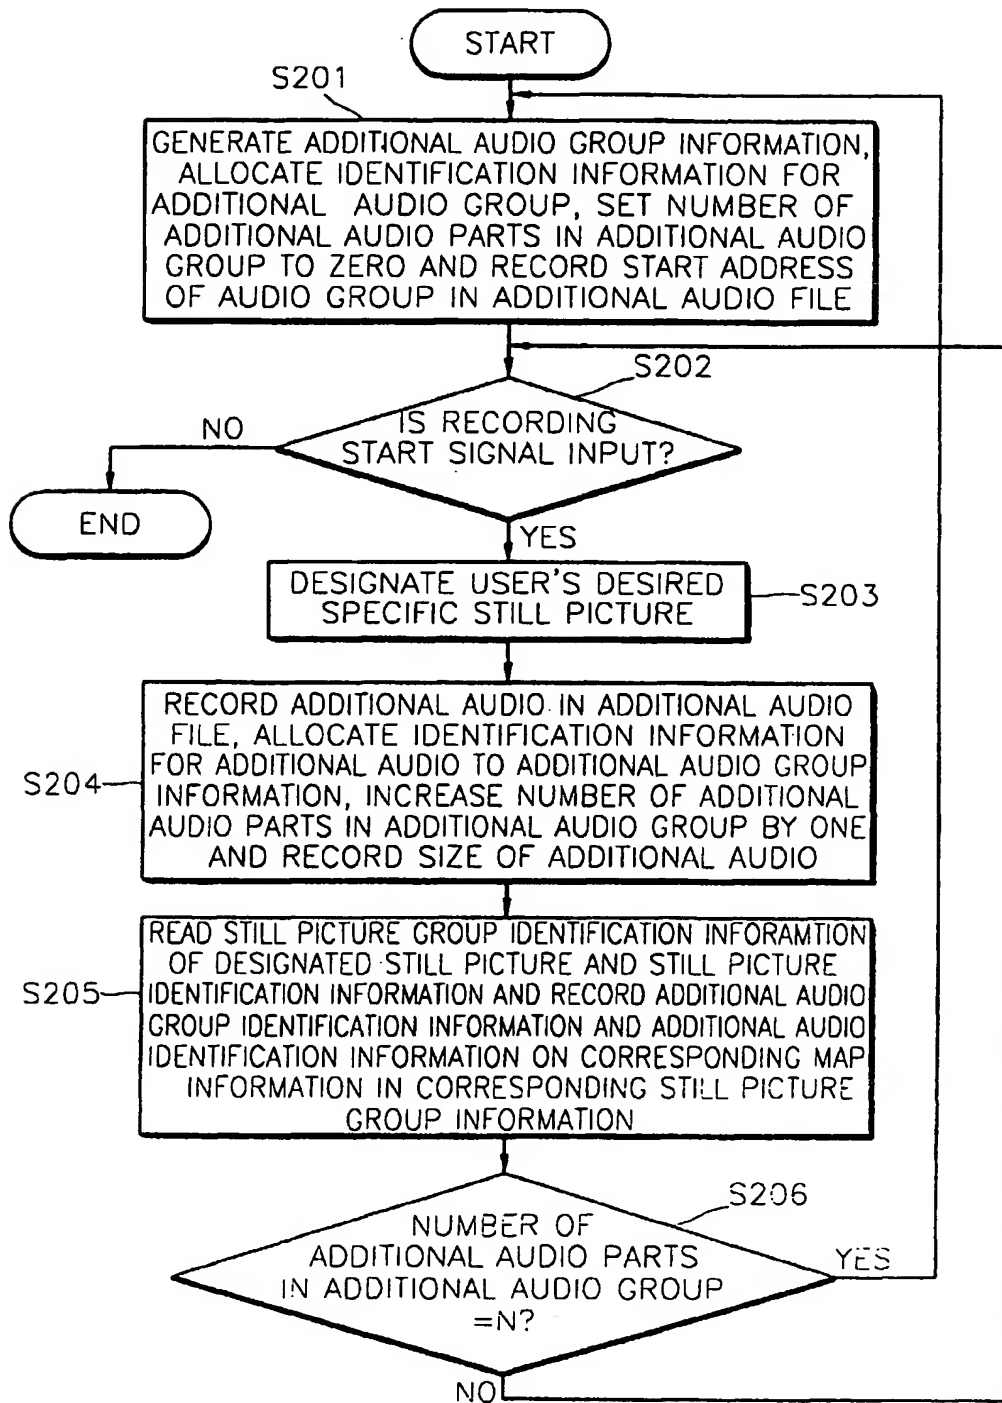 START
S201
GENERATE ADDITIONAL AUDIO GROUP INFORMATION,
ALLOCATE IDENTIFICATION INFORMATION FOR
ADDITIONAL AUDIO GROUP, SET NUMBER OF
ADDITIONAL AUDIO PARTS IN ADDITIONAL AUDIO
GROUP TO ZERO AND RECORD START ADDRESS
OF AUDIO GROUP IN ADDITIONAL AUDIO FILE
S202
IS RECORDING
START SIGNAL INPUT?
NO
END
YES
DESIGNATE USER'S DESIRED
SPECIFIC STILL PICTURE
S203
RECORD ADDITIONAL AUDIO IN ADDITIONAL AUDIO
FILE, ALLOCATE IDENTIFICATION INFORMATION
FOR ADDITIONAL AUDIO TO ADDITIONAL AUDIO GROUP
INFORMATION, INCREASE NUMBER OF ADDITIONAL
AUDIO PARTS IN ADDITIONAL AUDIO GROUP BY ONE
AND RECORD SIZE OF ADDITIONAL AUDIO
S204
READ STILL PICTURE GROUP IDENTIFICATION INFORAMTION
OF DESIGNATED STILL PICTURE AND STILL PICTURE
IDENTIFICATION INFORMATION AND RECORD ADDITIONAL AUDIO
GROUP IDENTIFICATION INFORMATION AND ADDITIONAL AUDIO
IDENTIFICATION INFORMATION ON CORRESPONDING MAP
INFORMATION IN CORRESPONDING STILL PICTURE
GROUP INFORMATION
S205
S206
NUMBER OF
ADDITIONAL AUDIO PARTS
IN ADDITIONAL AUDIO GROUP
=N?
YES
NO